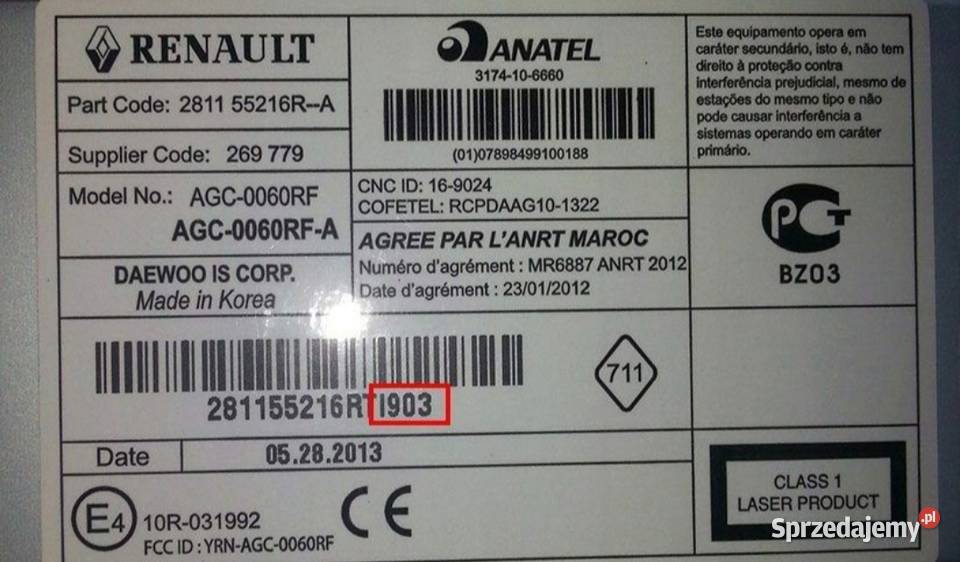 RENAULT
Part Code: 2811 55216R--A
Supplier Code: 269 779
Model No.: AGC-0060RF
AGC-0060RF-A
DAEWOO IS CORP.
Made in Korea
ANATEL
3174-10-6660
(01)07898499100188
CNC ID: 16-9024
COFETEL: RCPDAAG10-1322
AGREE PAR L'ANRT MAROC
Numéro d'agrément : MR6887 ANRT 2012
Date d'agrément : 23/01/2012
Este equipamento opera em
caráter secundário, isto é, não tem
direito à proteção contra
interferência prejudicial, mesmo de
estações do mesmo tipo e não
pode causar interferência a
sistemas operando em caráter
primário.
PCT
BZ03
281155216RTI903
711
Date 05.28.2013
E4 10R-031992
FCC ID : YRN-AGC-0060RF
CE
CLASS 1
LASER PRODUCT
Sprzedajemy.pl